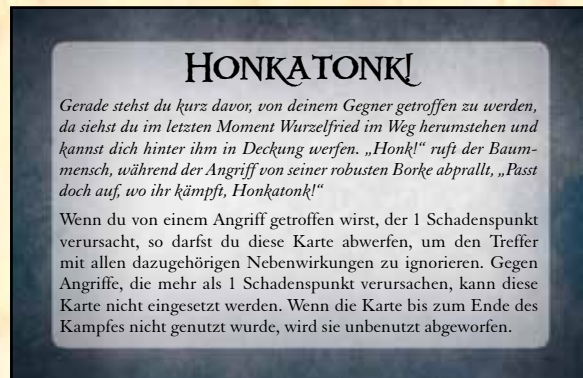 HONKATONK!
Gerade stehst du kurz davor, von deinem Gegner getroffen zu werden,
da siehst du im letzten Moment Wurzelfried im Weg herumstehen und
kannst dich hinter ihm in Deckung werfen. „Honk!“ ruft der Baum-
mensch, während der Angriff von seiner robusten Borke abprallt, „Passt
doch auf, wo ihr kämpft, Honkatonk!“
Wenn du von einem Angriff getroffen wirst, der 1 Schadenspunkt
verursacht, so darfst du diese Karte abwerfen, um den Treffer
mit allen dazugehörigen Nebenwirkungen zu ignorieren. Gegen
Angriffe, die mehr als 1 Schadenspunkt verursachen, kann diese
Karte nicht eingesetzt werden. Wenn die Karte bis zum Ende des
Kampfes nicht genutzt wurde, wird sie unbenutzt abgeworfen.